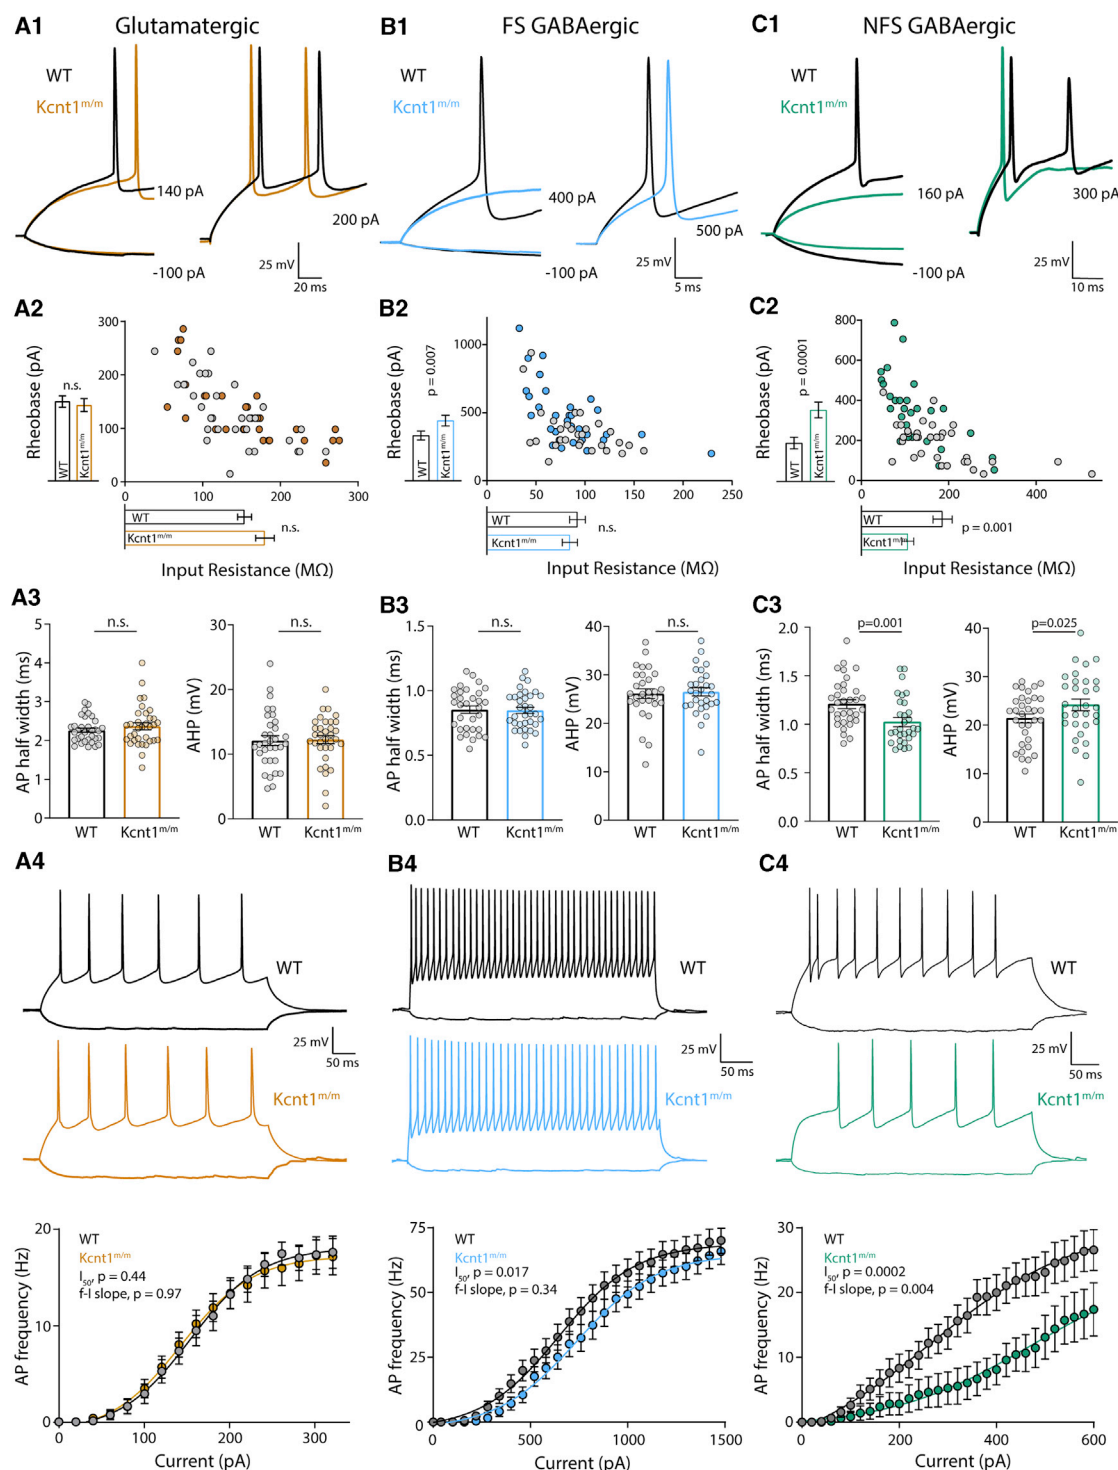 A1 Glutamatergic
WT
Kcnt1m/m
140 pA
200 pA
-100 pA
25 mV
20 ms
B1 FS GABAergic
WT
Kcnt1m/m
400 pA
500 pA
-100 pA
25 mV
5 ms
C1 NFS GABAergic
WT
Kcnt1m/m
160 pA
300 pA
-100 pA
25 mV
10 ms
A2
Rheobase (pA)
n.s.
WT
Kcnt1m/m
300
200
100
0
0 100 200 300
WT
Kcnt1m/m
n.s.
Input Resistance (MΩ)
B2
Rheobase (pA)
p = 0.007
WT
Kcnt1m/m
1000
500
0
0 50 100 150 200 250
WT
Kcnt1m/m
n.s.
Input Resistance (MΩ)
C2
Rheobase (pA)
p = 0.0001
WT
Kcnt1m/m
800
600
400
200
0
0 200 400
WT
Kcnt1m/m
p = 0.001
Input Resistance (MΩ)
A3
AP half width (ms)
n.s.
5
4
3
2
1
0
WT Kcnt1m/m
AHP (mV)
n.s.
30
20
10
0
WT Kcnt1m/m
B3
AP half width (ms)
n.s.
1.5
1.0
0.5
0.0
WT Kcnt1m/m
AHP (mV)
n.s.
40
30
20
10
0
WT Kcnt1m/m
C3
AP half width (ms)
p=0.001
2.0
1.5
1.0
0.5
0.0
WT Kcnt1m/m
AHP (mV)
p=0.025
40
30
20
10
0
WT Kcnt1m/m
A4
WT
25 mV
50 ms
Kcnt1m/m
AP frequency (Hz)
20
10
0
WT
Kcnt1m/m
I50, p = 0.44
f-I slope, p = 0.97
0 100 200 300
Current (pA)
B4
WT
25 mV
50 ms
Kcnt1m/m
AP frequency (Hz)
75
50
25
0
WT
Kcnt1m/m
I50, p = 0.017
f-I slope, p = 0.34
0 500 1000 1500
Current (pA)
C4
WT
25 mV
50 ms
Kcnt1m/m
AP frequency (Hz)
30
20
10
0
WT
Kcnt1m/m
I50, p = 0.0002
f-I slope, p = 0.004
0 200 400 600
Current (pA)